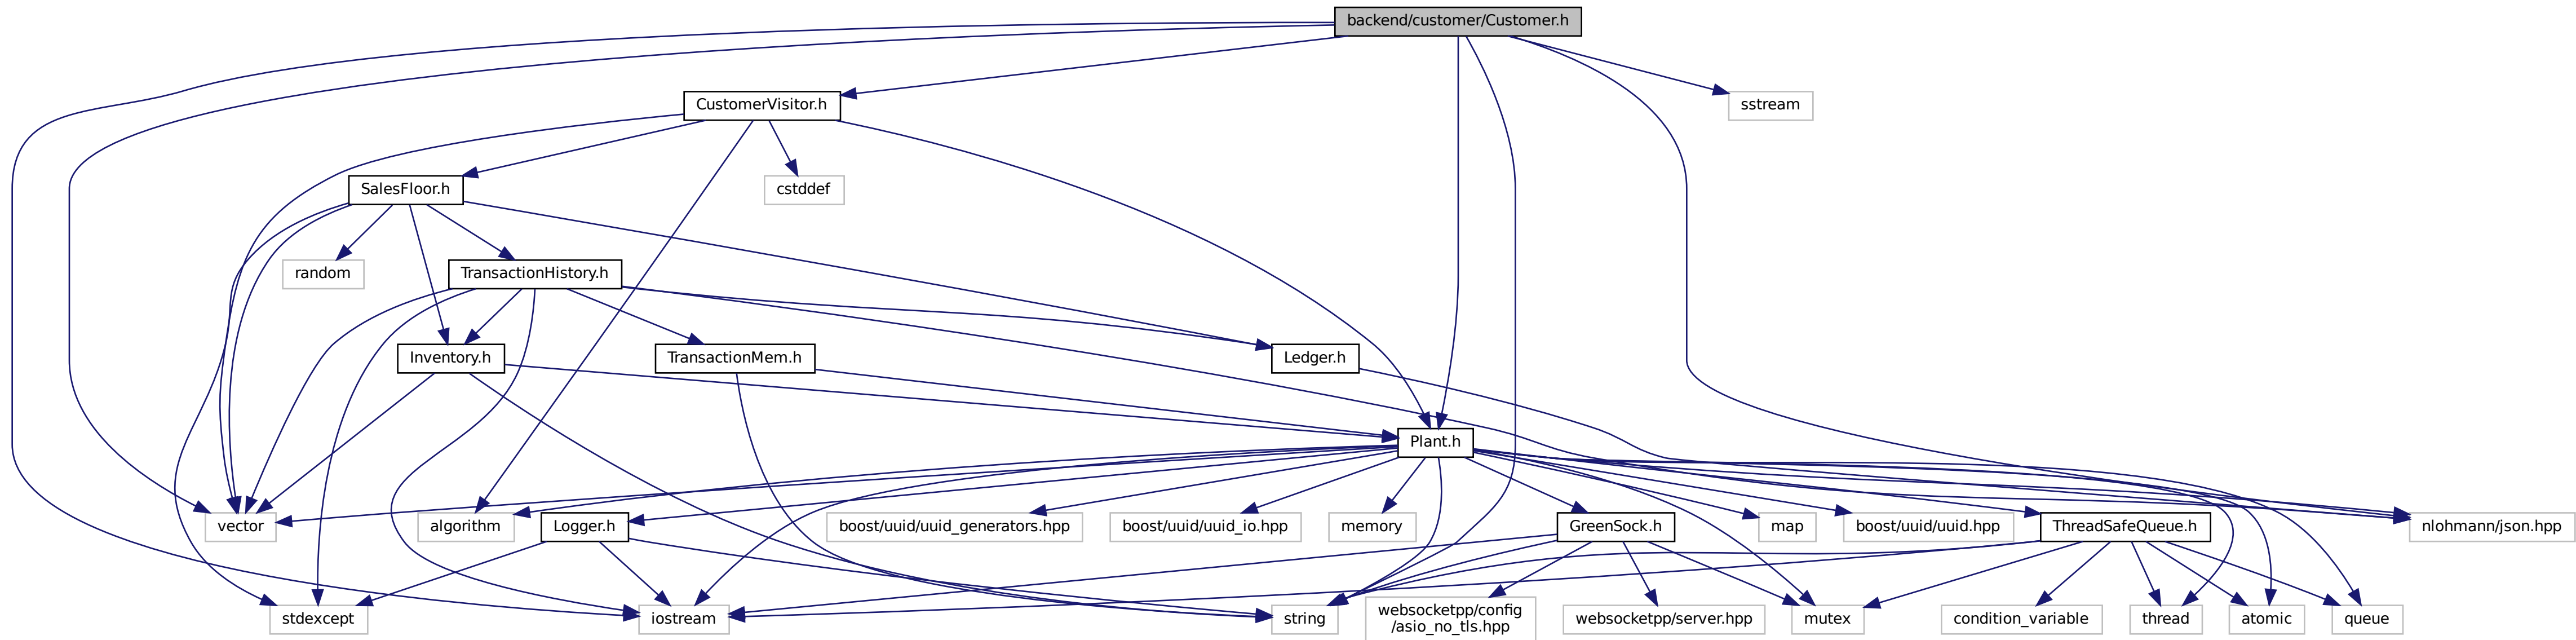 backend/customer/Customer.h
CustomerVisitor.h
sstream
SalesFloor.h
cstddef
random
TransactionHistory.h
Inventory.h
TransactionMem.h
Ledger.h
Plant.h
vector
algorithm
Logger.h
boost/uuid/uuid_generators.hpp
boost/uuid/uuid_io.hpp
memory
GreenSock.h
map
boost/uuid/uuid.hpp
ThreadSafeQueue.h
nlohmann/json.hpp
stdexcept
iostream
string
websocketpp/config
/asio_no_tls.hpp
websocketpp/server.hpp
mutex
condition_variable
thread
atomic
queue